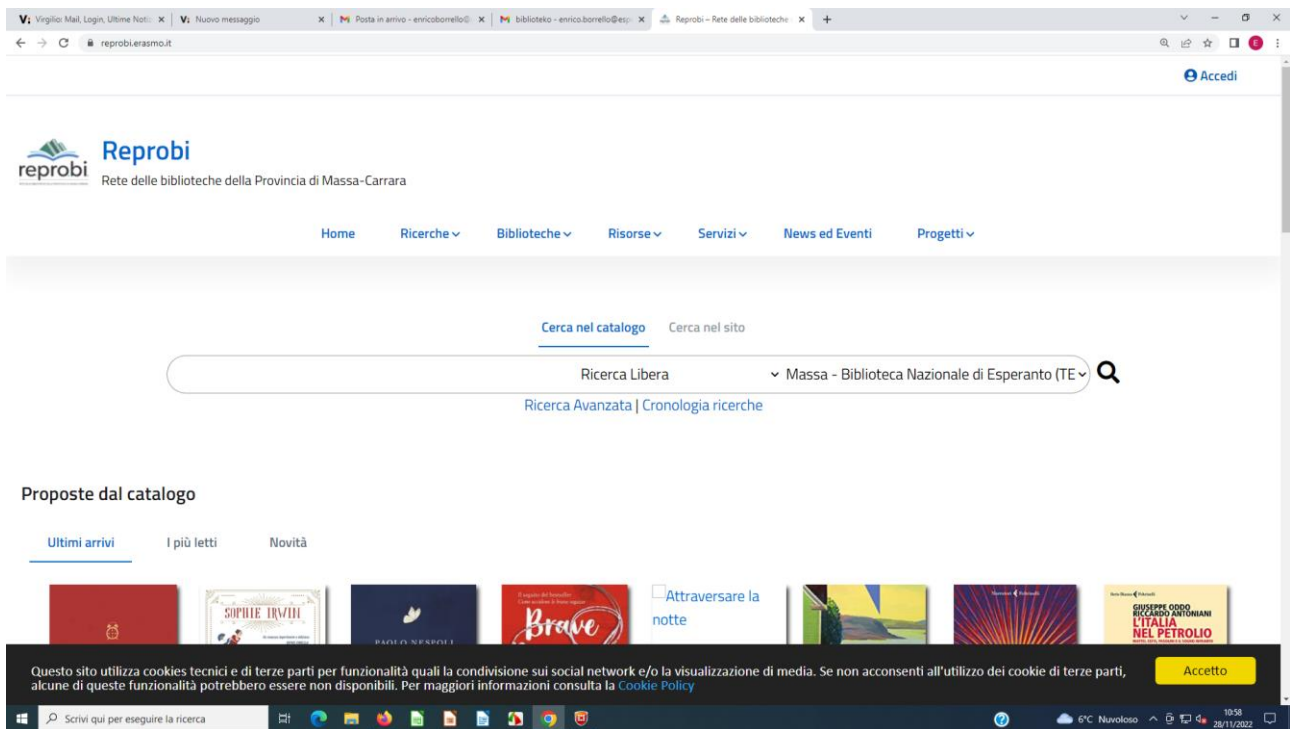 Virgilio: Mail, Login, Ultime Noti
Nuovo messaggio
Posta in arrivo - enricoborrello@
biblioteko - enrico.borrello@esp
Reprobi – Rete delle biblioteche
reprobi.erasmo.it
E
Accedi
reprobi
Reprobi
Rete delle biblioteche della Provincia di Massa-Carrara
Home Ricerche Biblioteche Risorse Servizi News ed Eventi Progetti
Cerca nel catalogo Cerca nel sito
Ricerca Libera Massa - Biblioteca Nazionale di Esperanto (TE
Ricerca Avanzata | Cronologia ricerche
Proposte dal catalogo
Ultimi arrivi I più letti Novità
SOPHIE IRWIN
PAOLO NESPOLI
Brave
Attraversare la
notte
GIUSEPPE ODDO
RICCARDO ANTONIANI
L'ITALIA
NEL PETROLIO
Questo sito utilizza cookies tecnici e di terze parti per funzionalità quali la condivisione sui social network e/o la visualizzazione di media. Se non acconsenti all'utilizzo dei cookie di terze parti,
alcune di queste funzionalità potrebbero essere non disponibili. Per maggiori informazioni consulta la Cookie Policy
Accetto
Scrivi qui per eseguire la ricerca
6°C Nuvoloso
10:58
28/11/2022